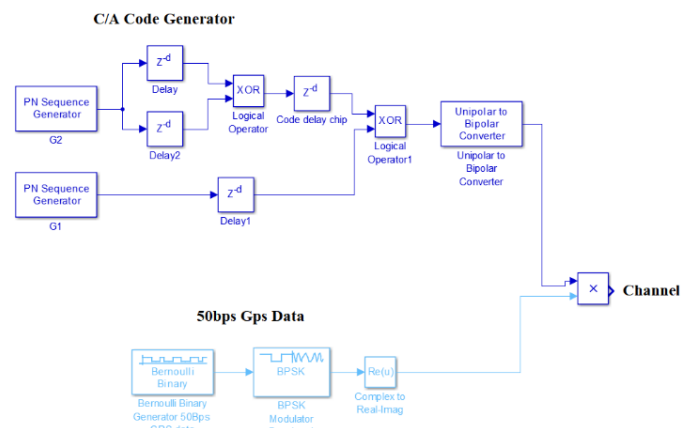 C/A Code Generator
Z-d
Delay
PN Sequence
Generator
G2
XOR
Logical
Operator
Z-d
Code delay chip
Z-d
Delay2
XOR
Logical
Operator1
Unipolar to
Bipolar
Converter
Unipolar to
Bipolar
Converter
PN Sequence
Generator
G1
Z-d
Delay1
×
Channel
50bps Gps Data
Bernoulli
Binary
Bernoulli Binary
Generator 50Bps
BPSK
BPSK
Modulator
Re(u)
Complex to
Real-Imag